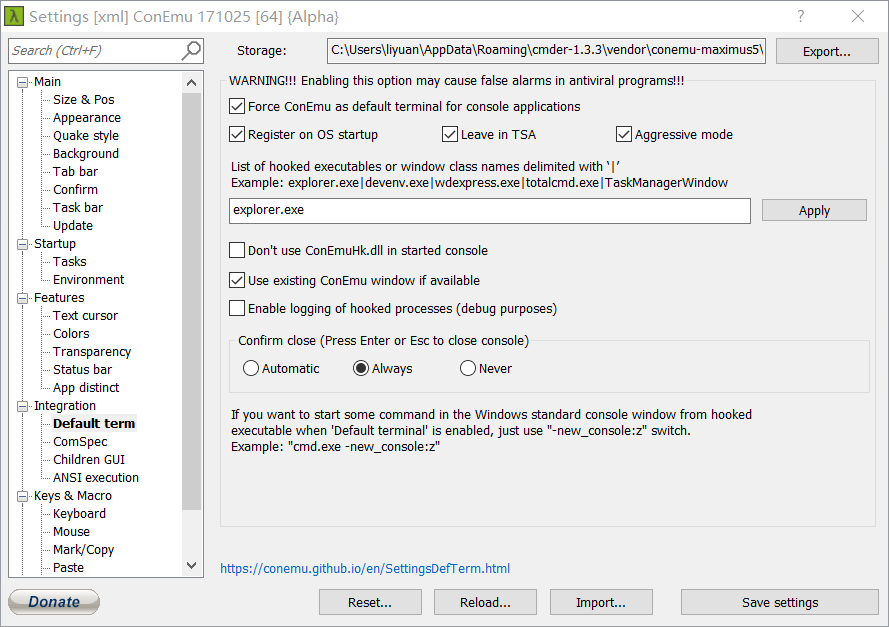 λ Settings [xml] ConEmu 171025 [64] {Alpha}
Search (Ctrl+F)
Storage:
C:\Users\liyuan\AppData\Roaming\cmder-1.3.3\vendor\conemu-maximus5\
Export...
Main
Size & Pos
Appearance
Quake style
Background
Tab bar
Confirm
Task bar
Update
Startup
Tasks
Environment
Features
Text cursor
Colors
Transparency
Status bar
App distinct
Integration
Default term
ComSpec
Children GUI
ANSI execution
Keys & Macro
Keyboard
Mouse
Mark/Copy
Paste
WARNING!!! Enabling this option may cause false alarms in antiviral programs!!!
Force ConEmu as default terminal for console applications
Register on OS startup
Leave in TSA
Aggressive mode
List of hooked executables or window class names delimited with ‘|’
Example: explorer.exe|devenv.exe|wdexpress.exe|totalcmd.exe|TaskManagerWindow
explorer.exe
Apply
Don't use ConEmuHk.dll in started console
Use existing ConEmu window if available
Enable logging of hooked processes (debug purposes)
Confirm close (Press Enter or Esc to close console)
Automatic
Always
Never
If you want to start some command in the Windows standard console window from hooked
executable when 'Default terminal' is enabled, just use "-new_console:z" switch.
Example: "cmd.exe -new_console:z"
https://conemu.github.io/en/SettingsDefTerm.html
Donate
Reset...
Reload...
Import...
Save settings